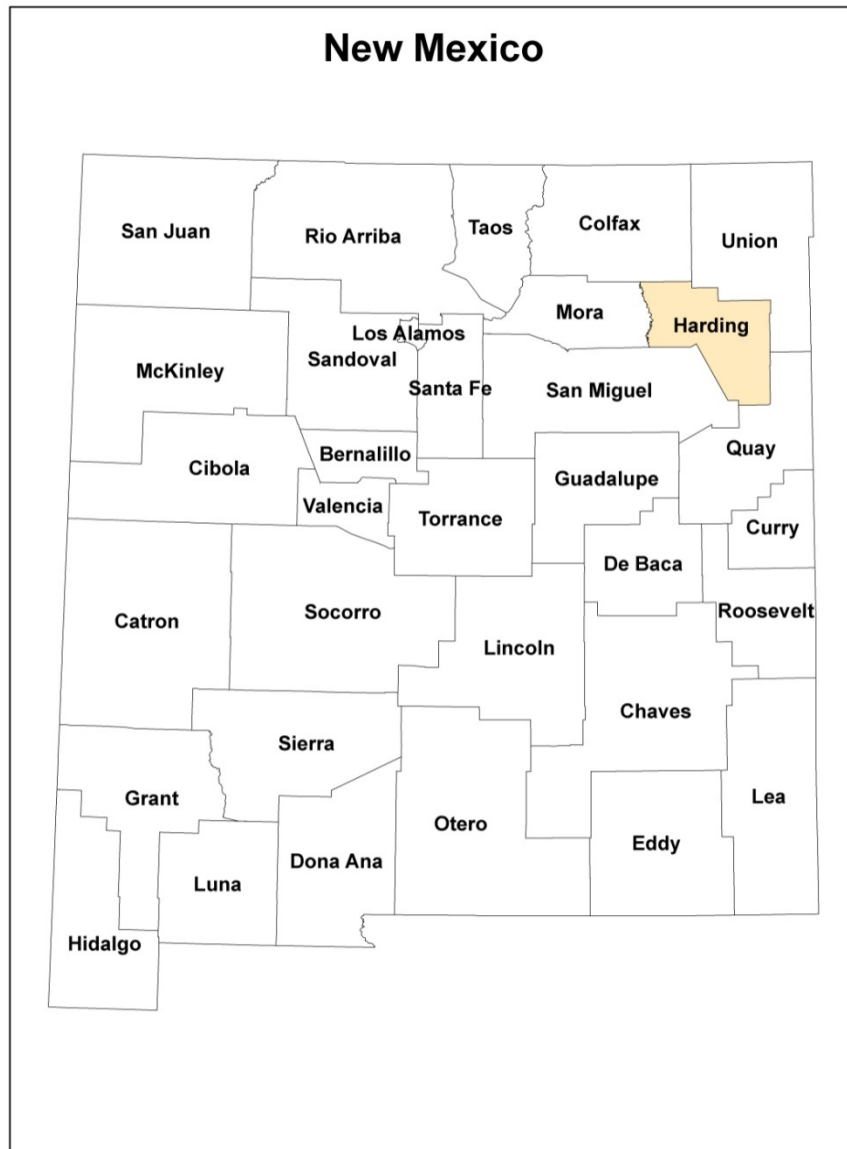 New Mexico
San Juan
Rio Arriba
Taos
Colfax
Union
Mora
Harding
Los Alamos
Sandoval
McKinley
Santa Fe
San Miguel
Quay
Bernalillo
Cibola
Guadalupe
Valencia
Torrance
Curry
De Baca
Catron
Socorro
Roosevelt
Lincoln
Chaves
Sierra
Grant
Lea
Otero
Eddy
Dona Ana
Luna
Hidalgo